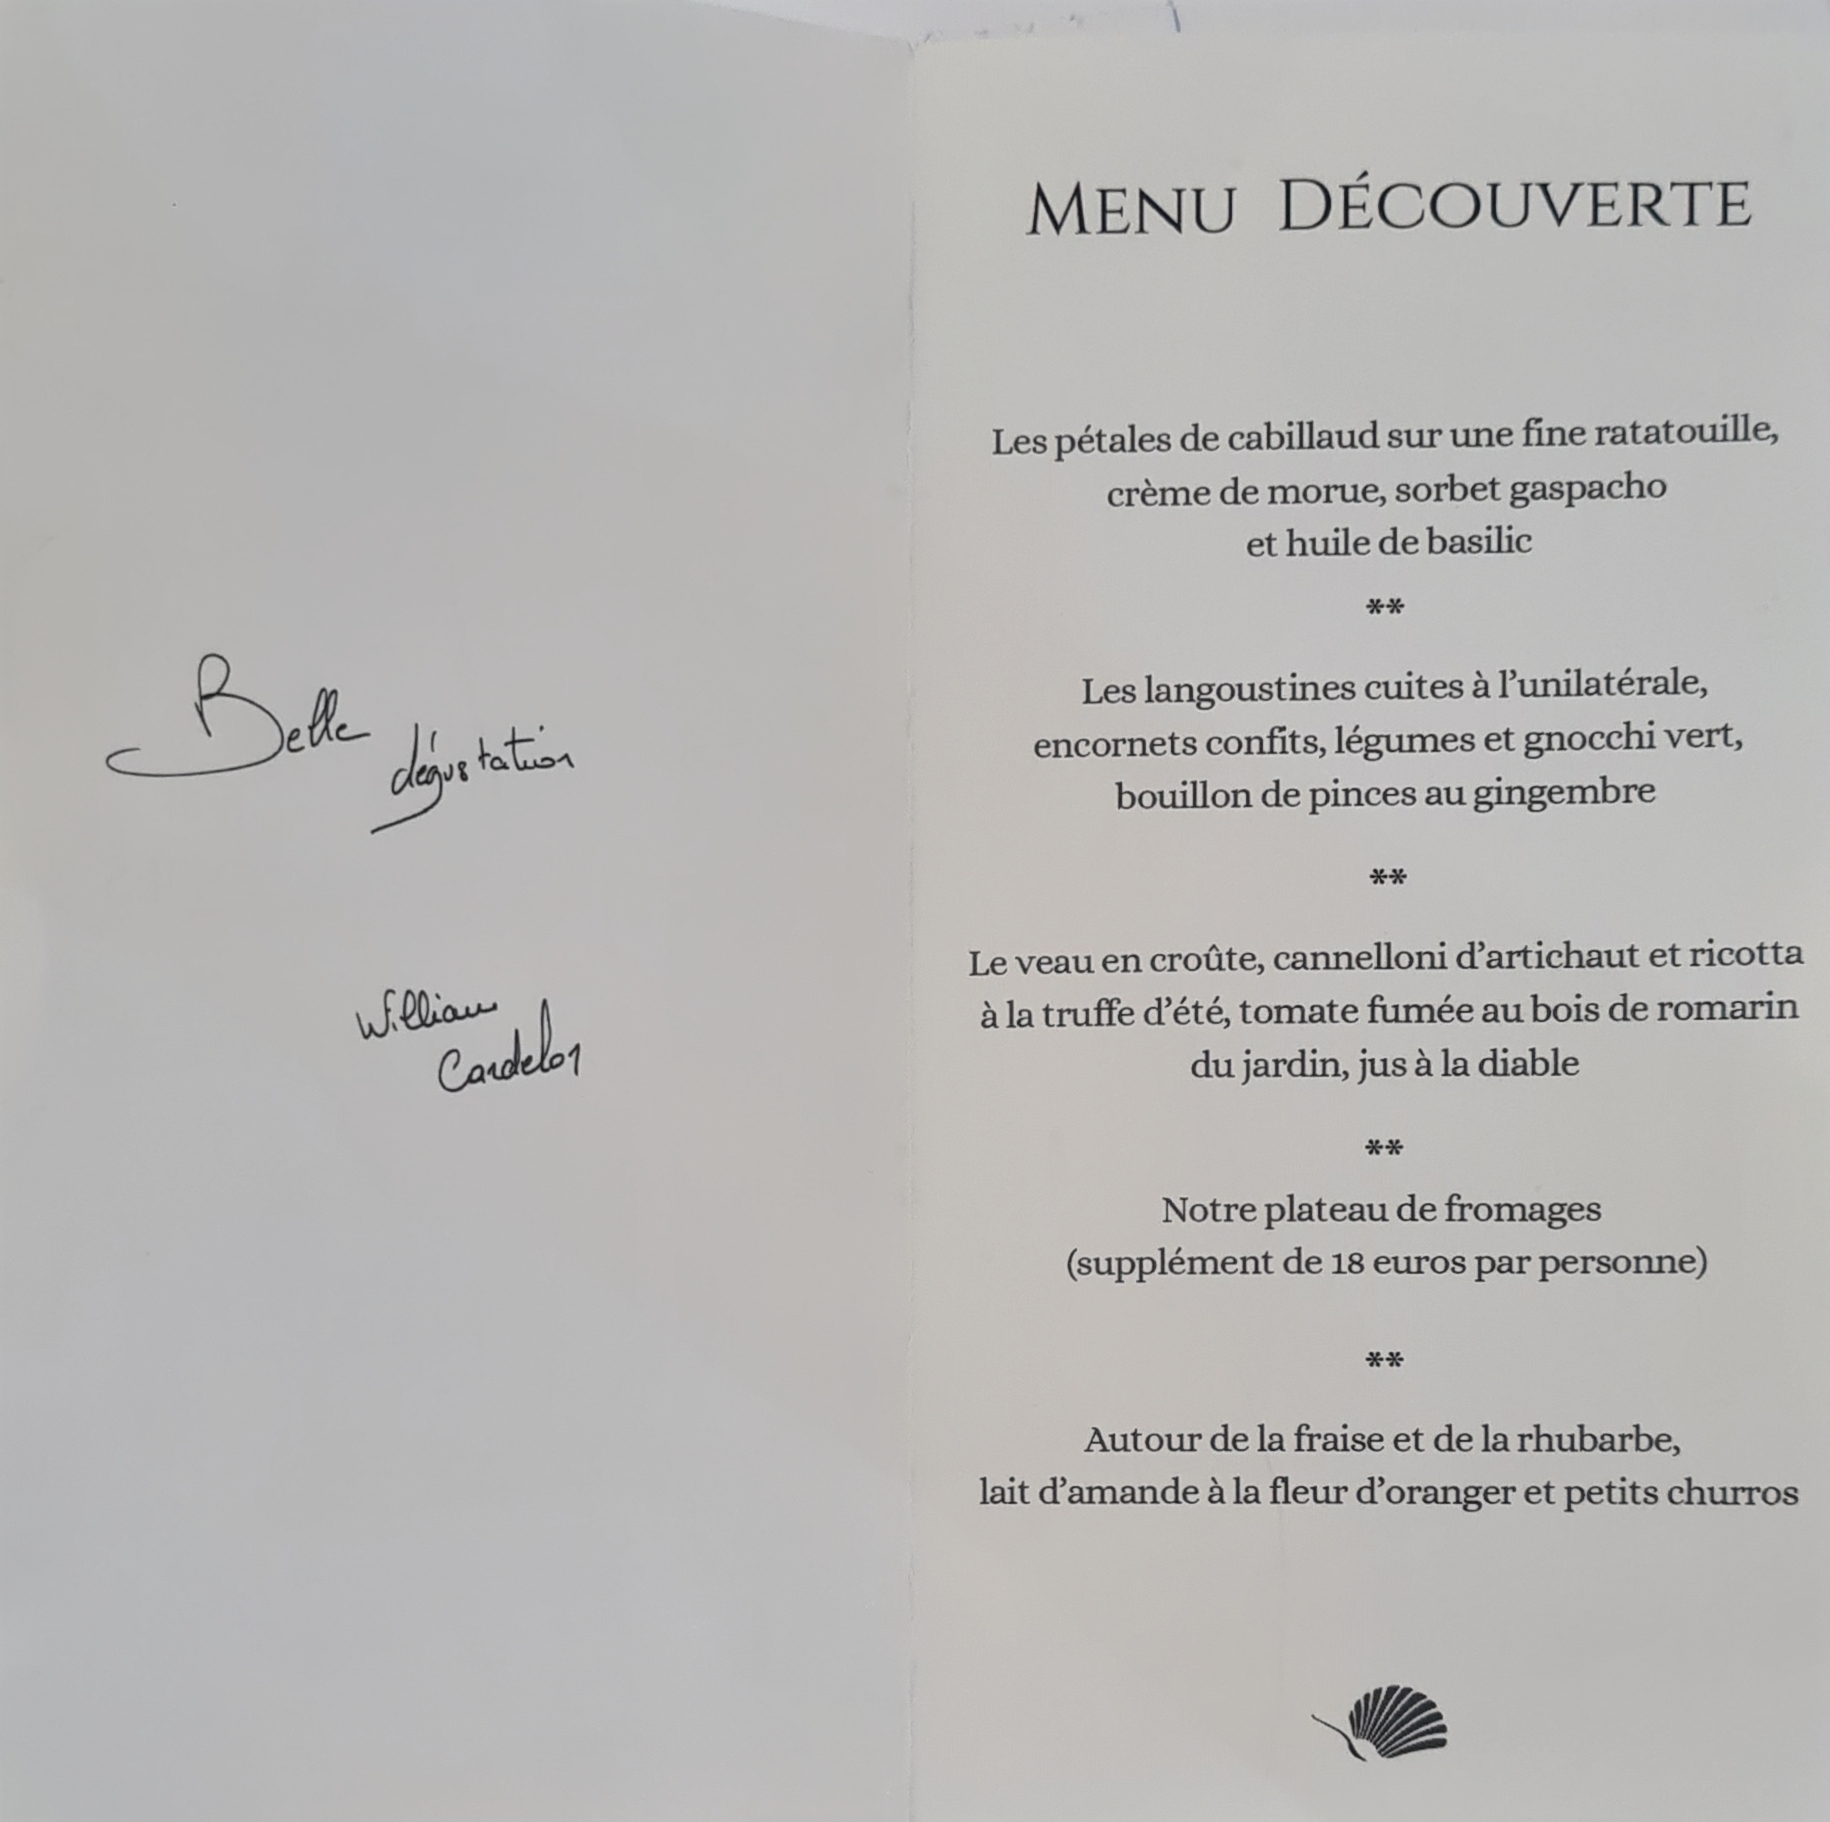 Belle
dégustation
William
Candelon
MENU DÉCOUVERTE
Les pétales de cabillaud sur une fine ratatouille,
crème de morue, sorbet gaspacho
et huile de basilic
**
Les langoustines cuites à l'unilatérale,
encornets confits, légumes et gnocchi vert,
bouillon de pinces au gingembre
**
Le veau en croûte, cannelloni d'artichaut et ricotta
à la truffe d'été, tomate fumée au bois de romarin
du jardin, jus à la diable
**
Notre plateau de fromages
(supplément de 18 euros par personne)
**
Autour de la fraise et de la rhubarbe,
lait d'amande à la fleur d'oranger et petits churros